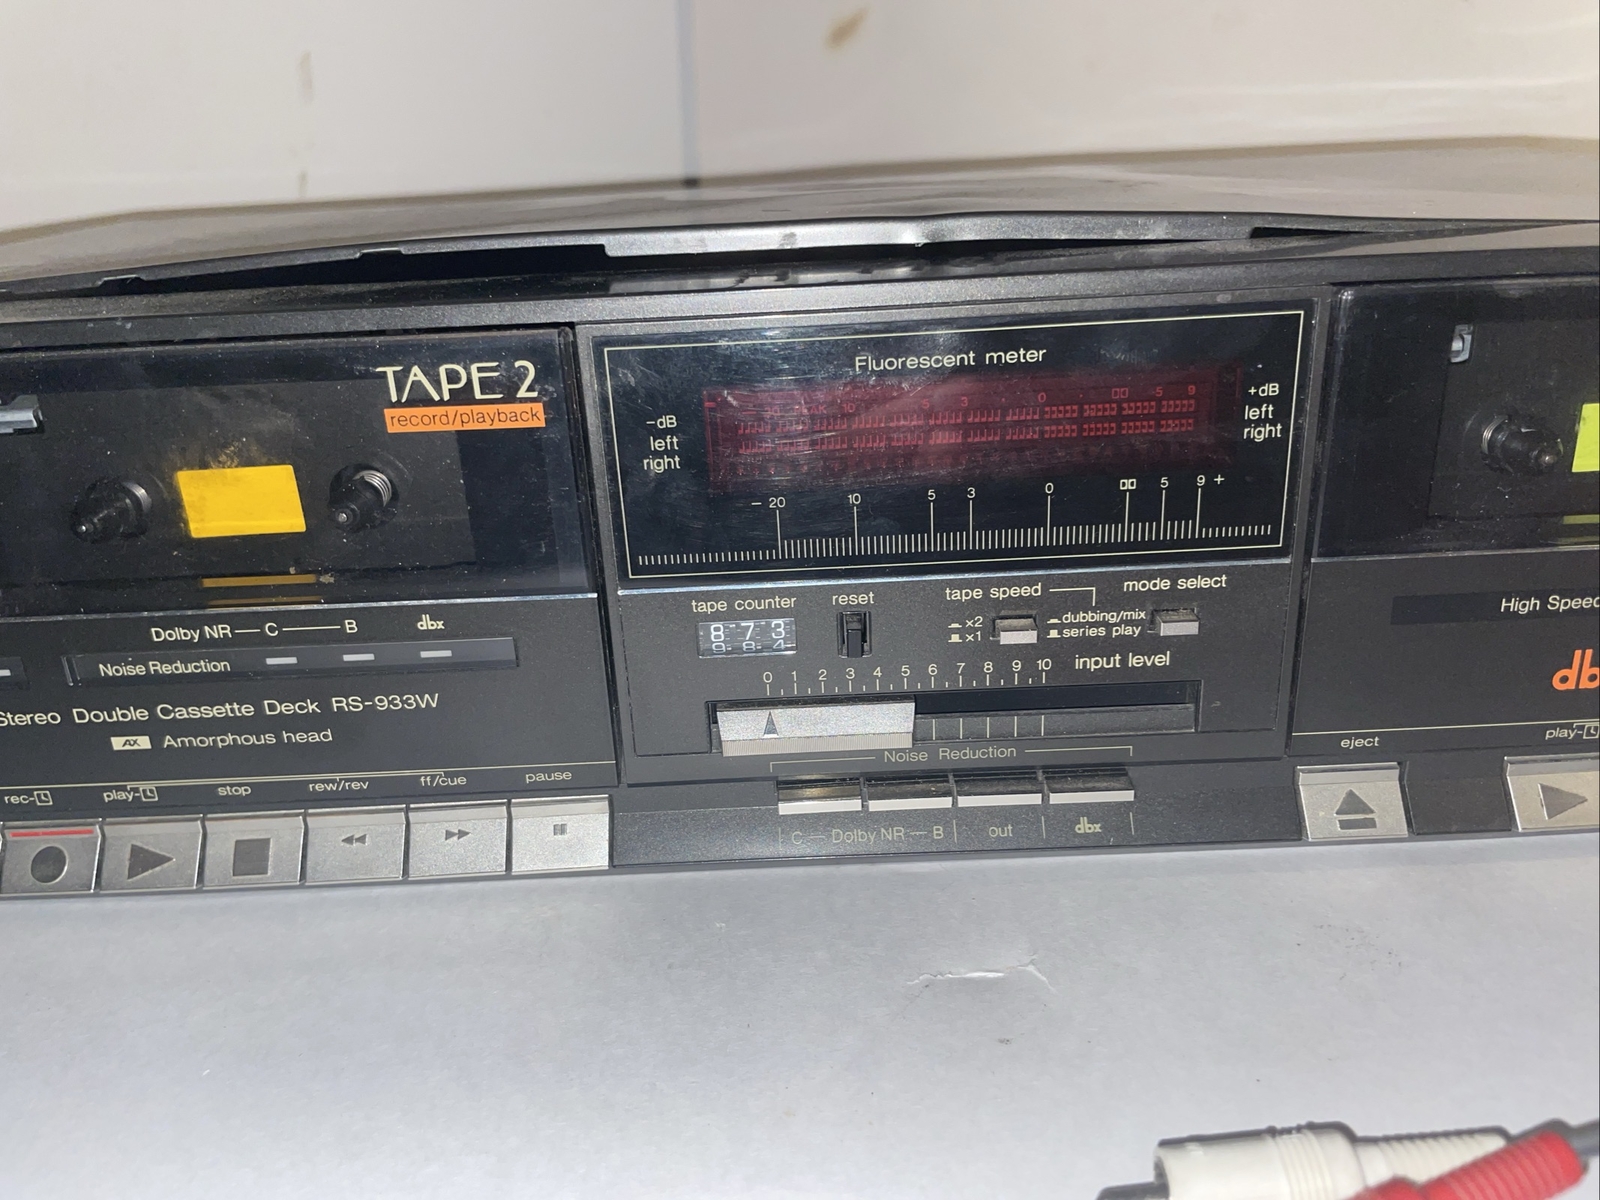 TAPE 2
record/playback
Dolby NR — C — B dbx
Noise Reduction
Stereo Double Cassette Deck RS-933W
AX Amorphous head
rec- play- stop rew/rev ff/cue pause
Fluorescent meter
-dB
left
right
+dB
left
right
- 20 10 5 3 0 5 9 +
tape counter
8 7 3
reset
tape speed
x2
x1
mode select
dubbing/mix
series play
0 1 2 3 4 5 6 7 8 9 10 input level
Noise Reduction
C — Dolby NR — B out dbx
High Speed
eject play-